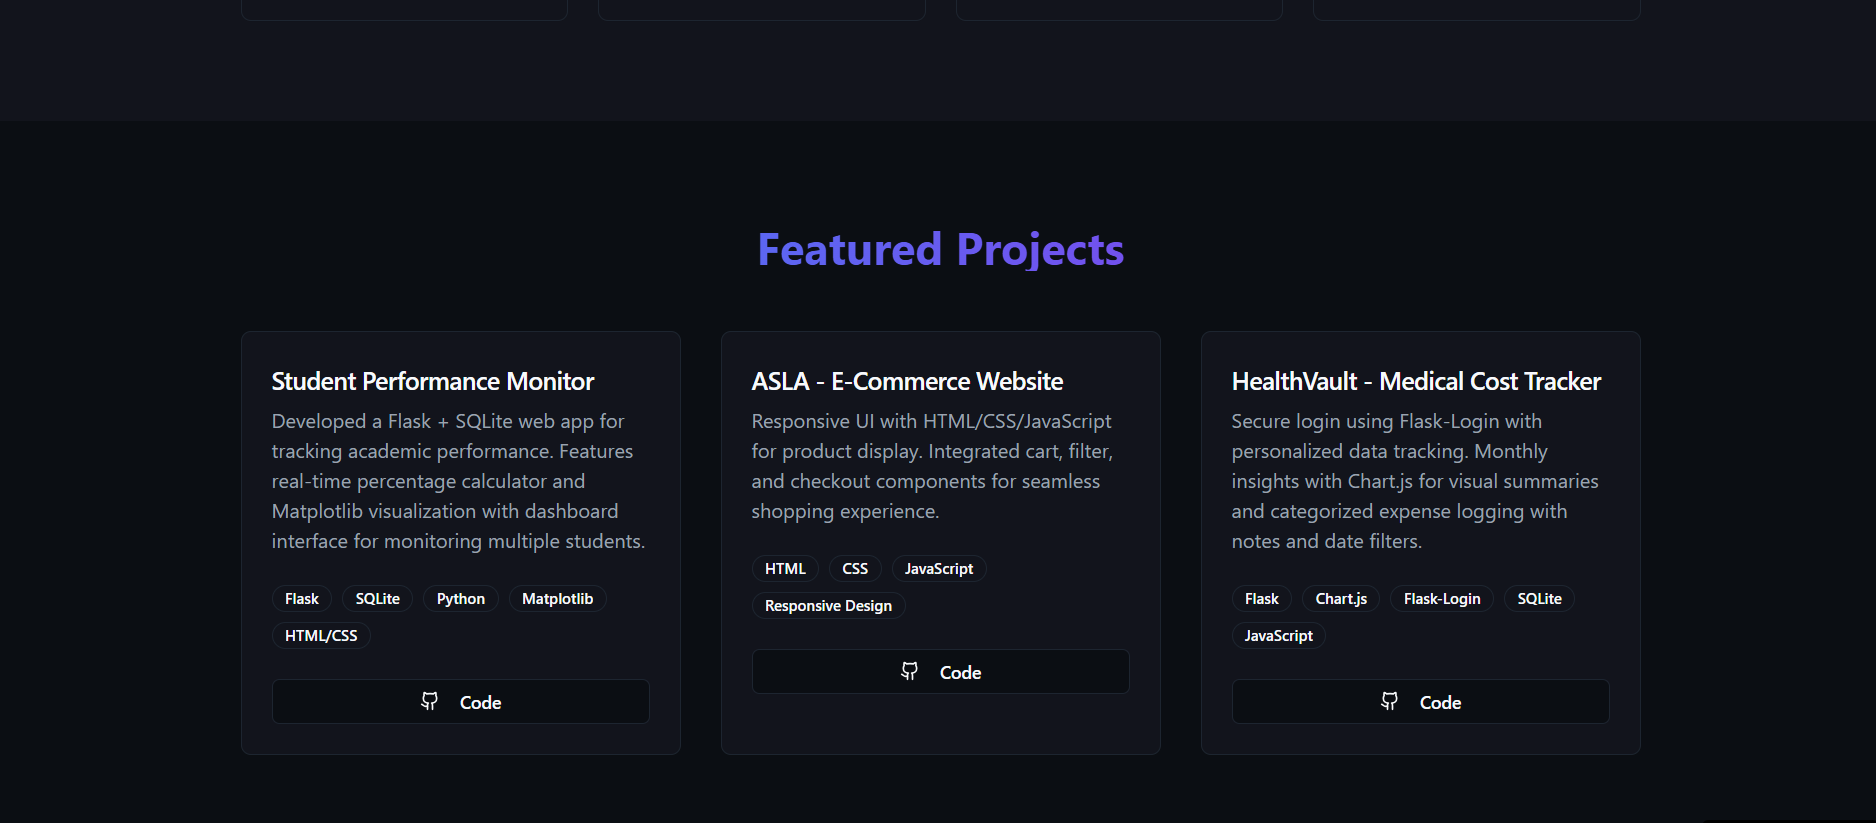 Featured Projects
Student Performance Monitor
Developed a Flask + SQLite web app for
tracking academic performance. Features
real-time percentage calculator and
Matplotlib visualization with dashboard
interface for monitoring multiple students.
Flask SQLite Python Matplotlib
HTML/CSS
Code
ASLA - E-Commerce Website
Responsive UI with HTML/CSS/JavaScript
for product display. Integrated cart, filter,
and checkout components for seamless
shopping experience.
HTML CSS JavaScript
Responsive Design
Code
HealthVault - Medical Cost Tracker
Secure login using Flask-Login with
personalized data tracking. Monthly
insights with Chart.js for visual summaries
and categorized expense logging with
notes and date filters.
Flask Chart.js Flask-Login SQLite
JavaScript
Code